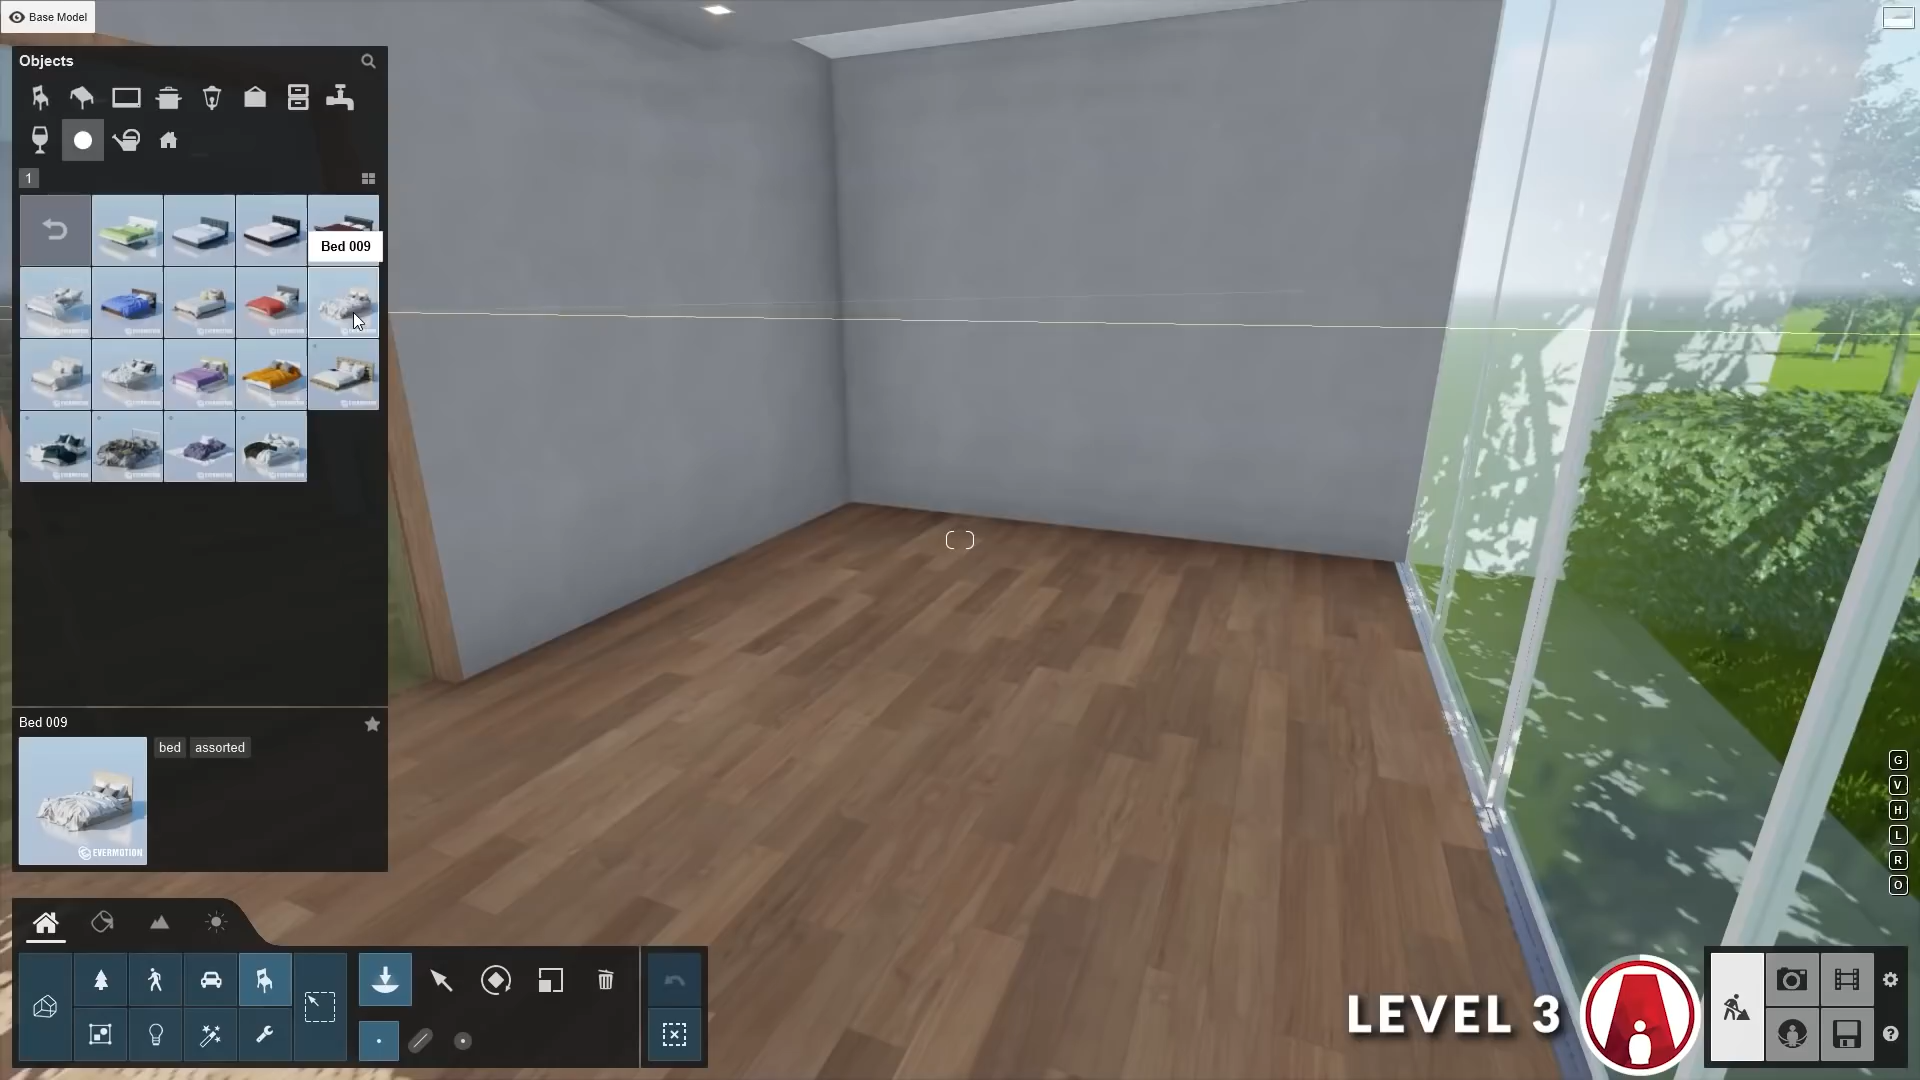 Base Model
Objects
1
Bed 009
Bed 009
bed assorted
EVERMOTION
G
V
H
L
R
O
LEVEL 3
?